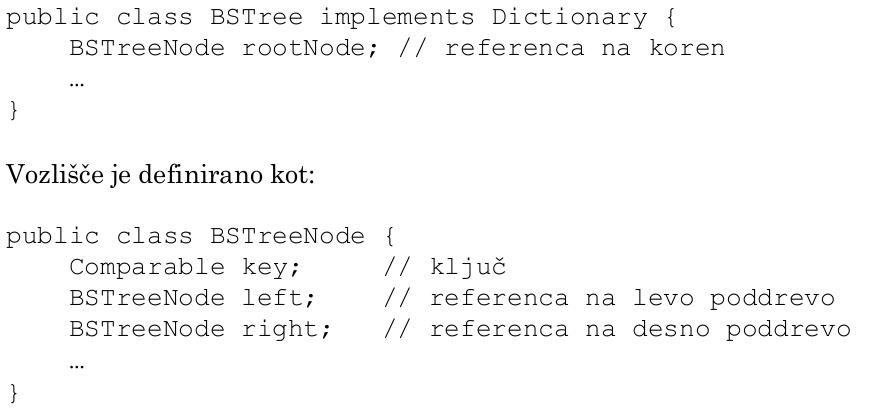 public class BSTree implements Dictionary {
    BSTreeNode rootNode; // referenca na koren
    …
}
Vozlišče je definirano kot:
public class BSTreeNode {
    Comparable key;     // ključ
    BSTreeNode left;    // referenca na levo poddrevo
    BSTreeNode right;   // referenca na desno poddrevo
    …
}